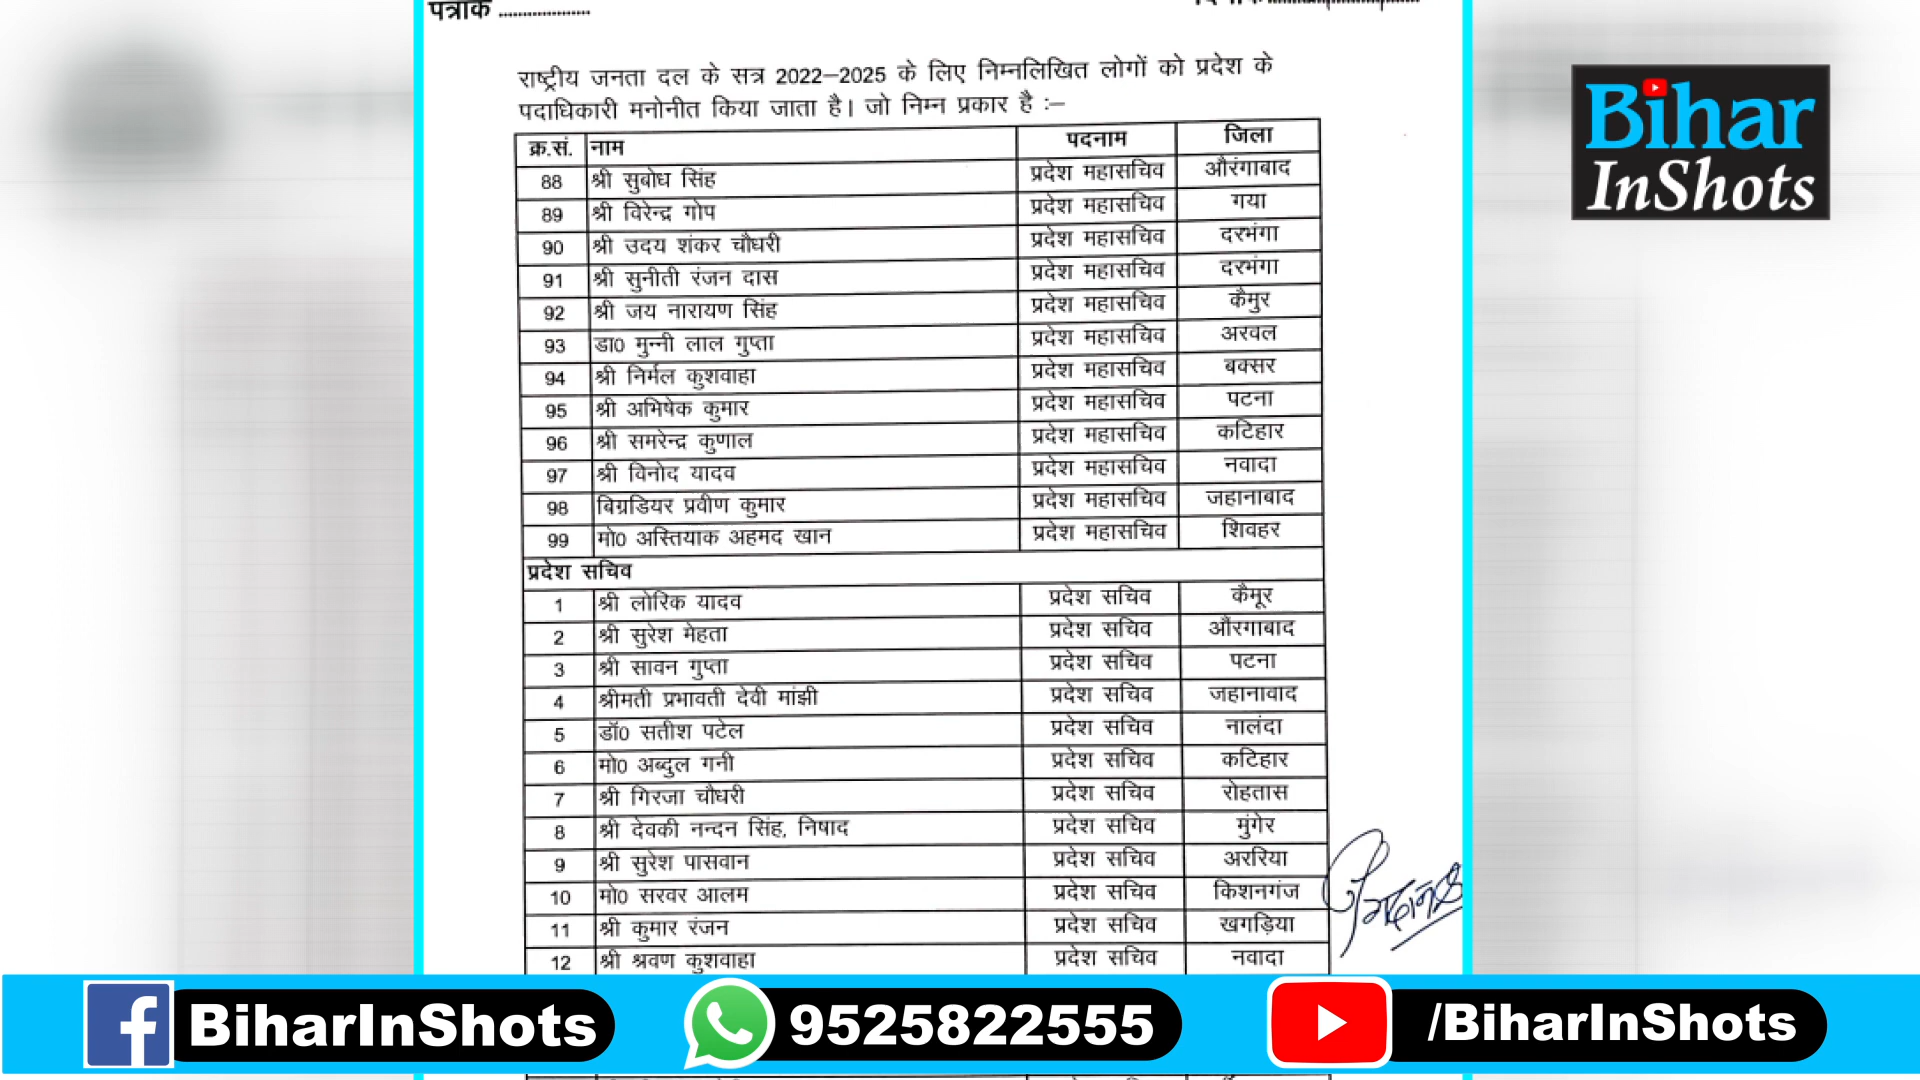 पत्रांक ....................
राष्ट्रीय जनता दल के सत्र 2022–2025 के लिए निम्नलिखित लोगों को प्रदेश के
पदाधिकारी मनोनीत किया जाता है। जो निम्न प्रकार है :–
क्र.सं. नाम पदनाम जिला
88 श्री सुबोध सिंह प्रदेश महासचिव औरंगाबाद
89 श्री विरेन्द्र गोप प्रदेश महासचिव गया
90 श्री उदय शंकर चौधरी प्रदेश महासचिव दरभंगा
91 श्री सुनीती रंजन दास प्रदेश महासचिव दरभंगा
92 श्री जय नारायण सिंह प्रदेश महासचिव कैमुर
93 डा0 मुन्नी लाल गुप्ता प्रदेश महासचिव अरवल
94 श्री निर्मल कुशवाहा प्रदेश महासचिव बक्सर
95 श्री अभिषेक कुमार प्रदेश महासचिव पटना
96 श्री समरेन्द्र कुणाल प्रदेश महासचिव कटिहार
97 श्री विनोद यादव प्रदेश महासचिव नवादा
98 बिग्रडियर प्रवीण कुमार प्रदेश महासचिव जहानाबाद
99 मो0 अस्तियाक अहमद खान प्रदेश महासचिव शिवहर
प्रदेश सचिव
1 श्री लोरिक यादव प्रदेश सचिव कैमूर
2 श्री सुरेश मेहता प्रदेश सचिव औंरगाबाद
3 श्री सावन गुप्ता प्रदेश सचिव पटना
4 श्रीमती प्रभावती देवी मांझी प्रदेश सचिव जहानावाद
5 डॉ0 सतीश पटेल प्रदेश सचिव नालंदा
6 मो0 अब्दुल गनी प्रदेश सचिव कटिहार
7 श्री गिरजा चौधरी प्रदेश सचिव रोहतास
8 श्री देवकी नन्दन सिंह, निषाद प्रदेश सचिव मुंगेर
9 श्री सुरेश पासवान प्रदेश सचिव अररिया
10 मो0 सरवर आलम प्रदेश सचिव किशनगंज
11 श्री कुमार रंजन प्रदेश सचिव खगड़िया
12 श्री श्रवण कुशवाहा प्रदेश सचिव नवादा
Bihar
InShots
BiharInShots
9525822555
/BiharInShots